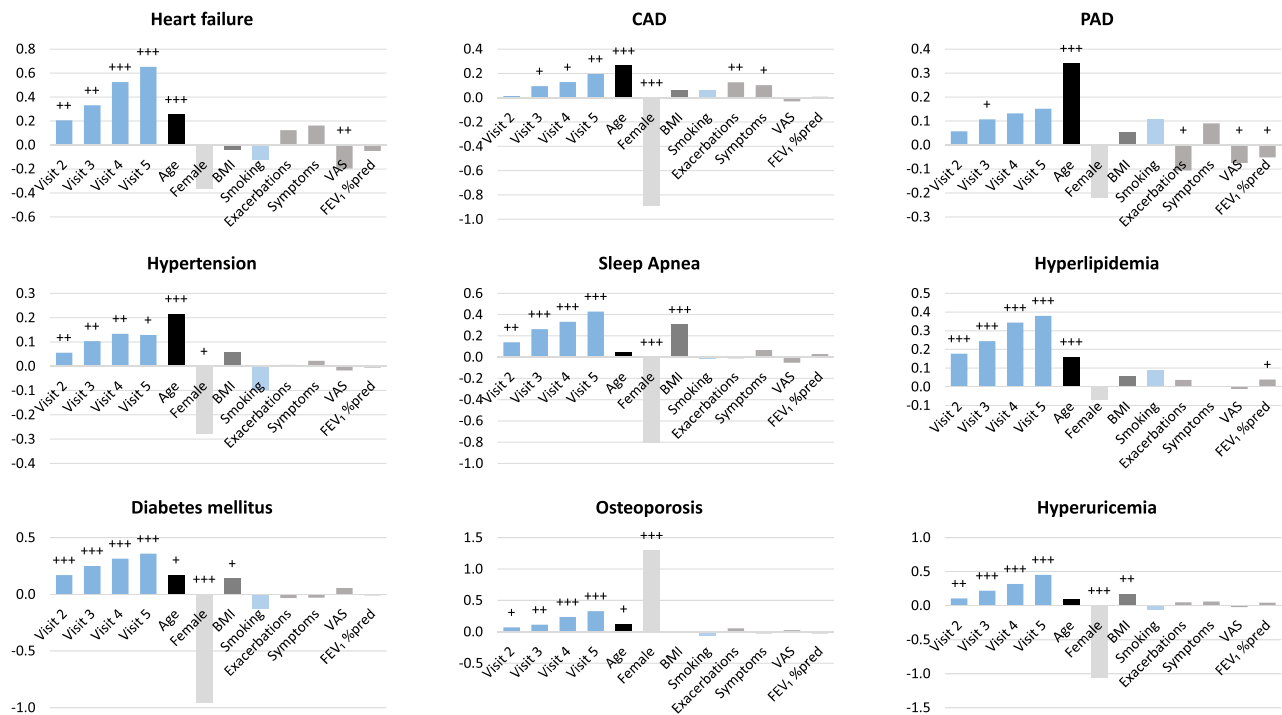 Heart failure
0.8
0.6
0.4
0.2
0.0
-0.2
-0.4
-0.6
++
++
+++
+++
+++
++
Visit 2
Visit 3
Visit 4
Visit 5
Age
Female
BMI
Smoking
Exacerbations
Symptoms
VAS
FEV₁ %pred
CAD
0.4
0.2
0.0
-0.2
-0.4
-0.6
-0.8
-1.0
+
+
++
+++
+++
++
+
Visit 2
Visit 3
Visit 4
Visit 5
Age
Female
BMI
Smoking
Exacerbations
Symptoms
VAS
FEV₁ %pred
PAD
0.4
0.3
0.2
0.1
0.0
-0.1
-0.2
-0.3
+
+++
+
+
+
Visit 2
Visit 3
Visit 4
Visit 5
Age
Female
BMI
Smoking
Exacerbations
Symptoms
VAS
FEV₁ %pred
Hypertension
0.3
0.2
0.1
0.0
-0.1
-0.2
-0.3
-0.4
++
++
++
+
+++
+
Visit 2
Visit 3
Visit 4
Visit 5
Age
Female
BMI
Smoking
Exacerbations
Symptoms
VAS
FEV₁ %pred
Sleep Apnea
0.6
0.4
0.2
0.0
-0.2
-0.4
-0.6
-0.8
-1.0
++
+++
+++
+++
+++
+++
Visit 2
Visit 3
Visit 4
Visit 5
Age
Female
BMI
Smoking
Exacerbations
Symptoms
VAS
FEV₁ %pred
Hyperlipidemia
0.5
0.4
0.3
0.2
0.1
0.0
-0.1
+++
+++
+++
+++
+++
+
Visit 2
Visit 3
Visit 4
Visit 5
Age
Female
BMI
Smoking
Exacerbations
Symptoms
VAS
FEV₁ %pred
Diabetes mellitus
0.5
0.0
-0.5
-1.0
+++
+++
+++
+++
+
+++
+
Visit 2
Visit 3
Visit 4
Visit 5
Age
Female
BMI
Smoking
Exacerbations
Symptoms
VAS
FEV₁ %pred
Osteoporosis
1.5
1.0
0.5
0.0
-0.5
+
++
+++
+++
+
+++
Visit 2
Visit 3
Visit 4
Visit 5
Age
Female
BMI
Smoking
Exacerbations
Symptoms
VAS
FEV₁ %pred
Hyperuricemia
1.0
0.5
0.0
-0.5
-1.0
-1.5
++
+++
+++
+++
+++
++
Visit 2
Visit 3
Visit 4
Visit 5
Age
Female
BMI
Smoking
Exacerbations
Symptoms
VAS
FEV₁ %pred